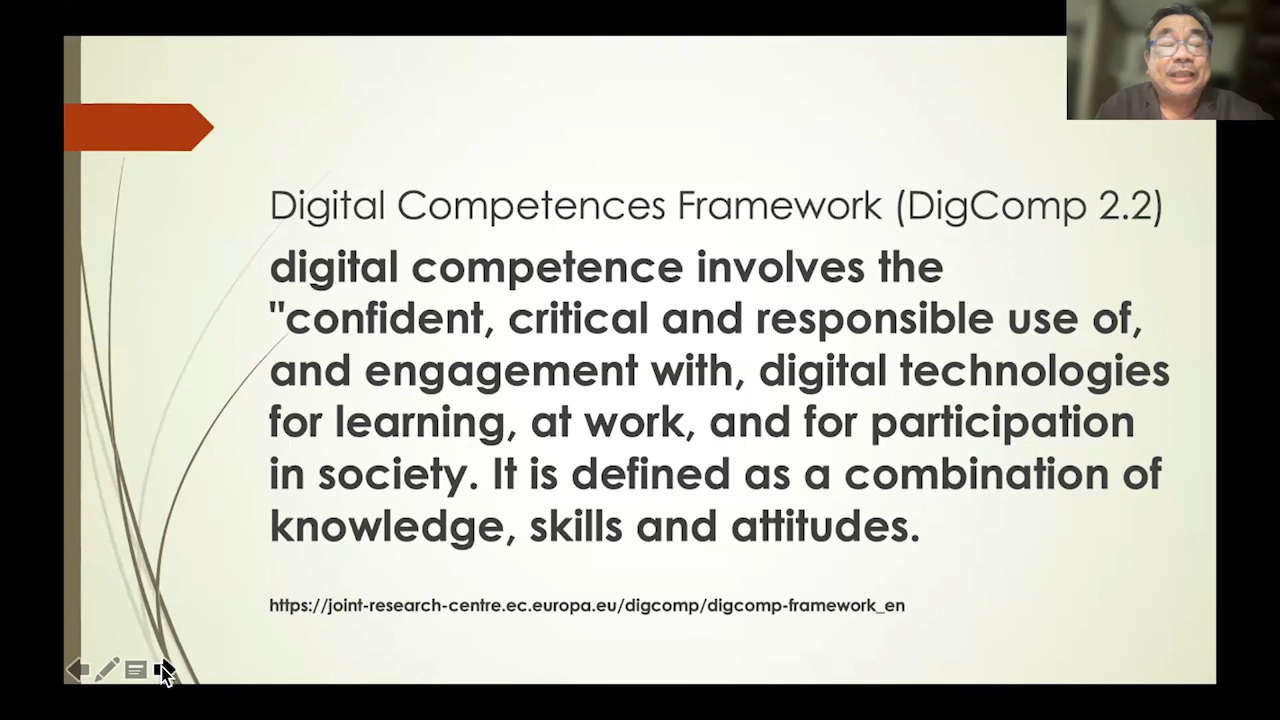 Digital Competences Framework (DigComp 2.2)
digital competence involves the
"confident, critical and responsible use of,
and engagement with, digital technologies
for learning, at work, and for participation
in society. It is defined as a combination of
knowledge, skills and attitudes.
https://joint-research-centre.ec.europa.eu/digcomp/digcomp-framework_en